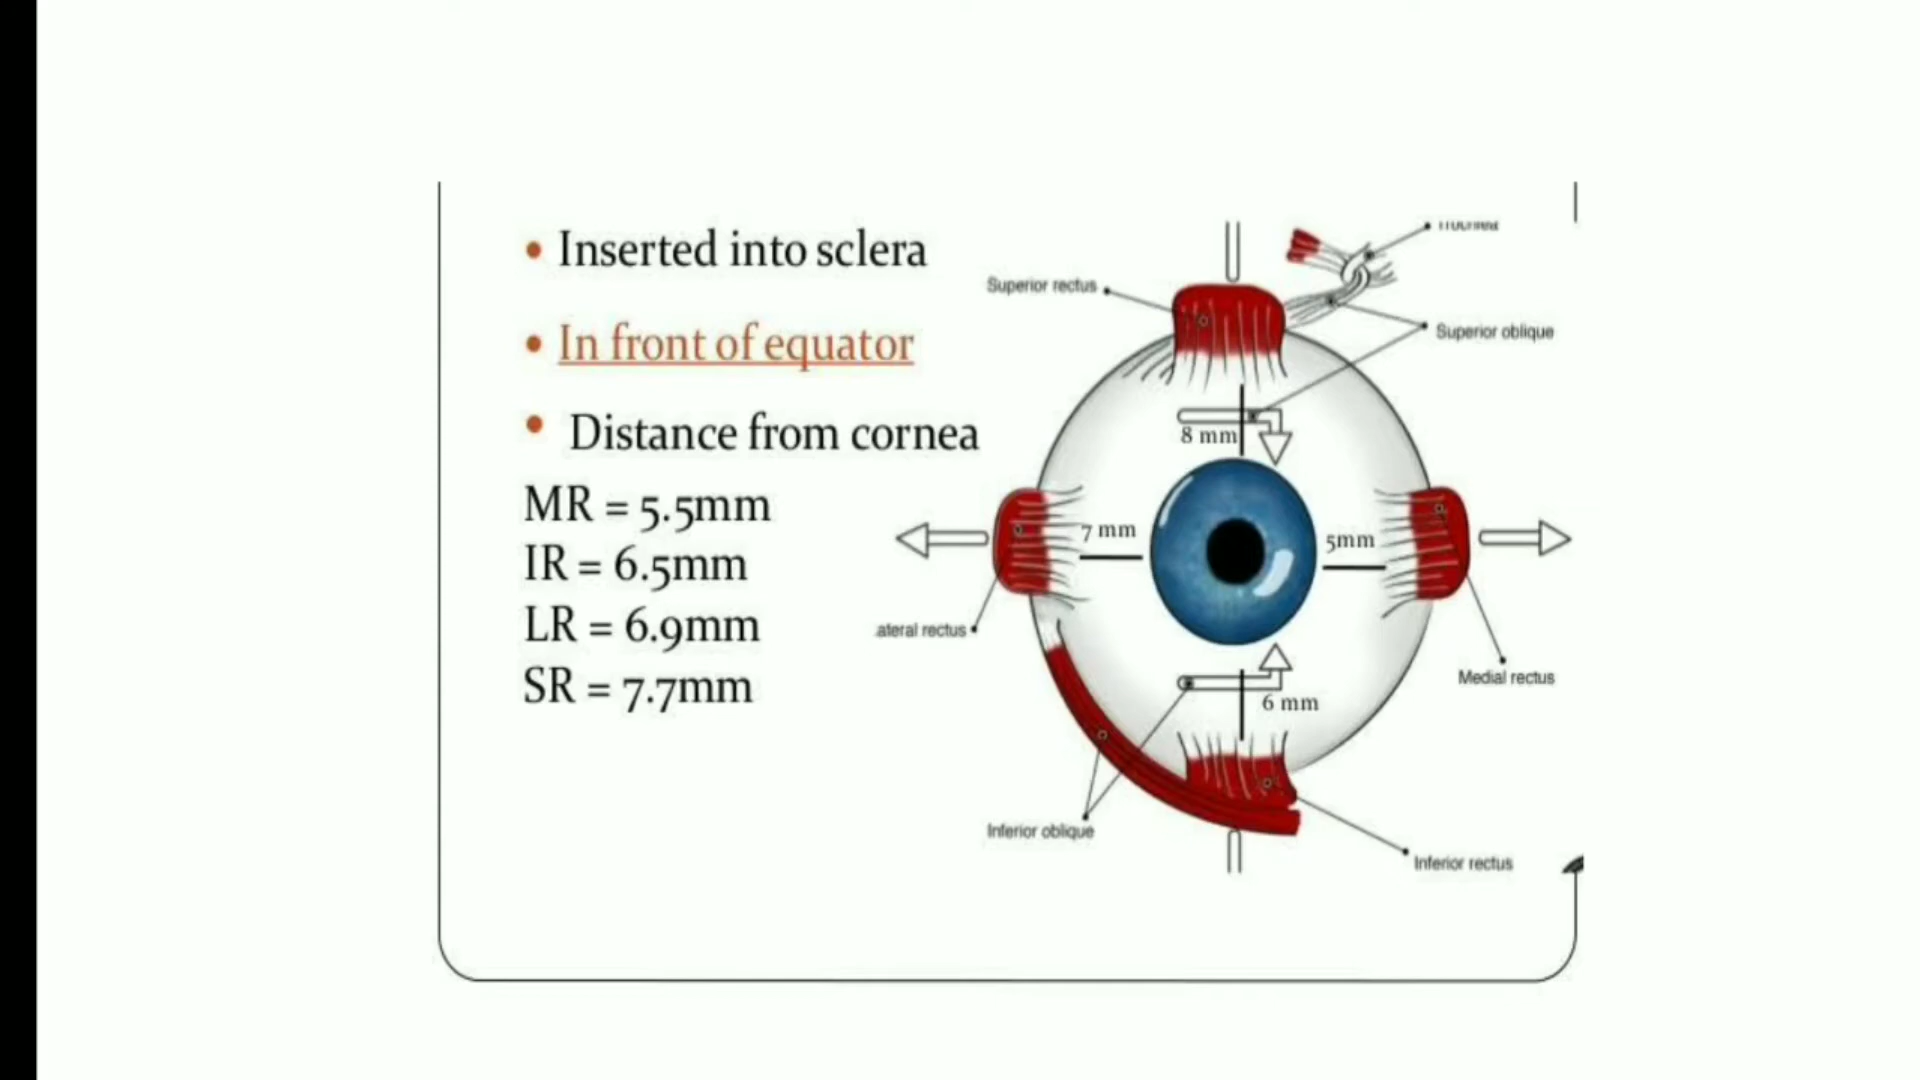 • Inserted into sclera
• In front of equator
• Distance from cornea
MR = 5.5mm
IR = 6.5mm
LR = 6.9mm
SR = 7.7mm
Superior rectus
Superior oblique
8 mm
7 mm
5mm
ateral rectus
Medial rectus
6 mm
Inferior oblique
Inferior rectus